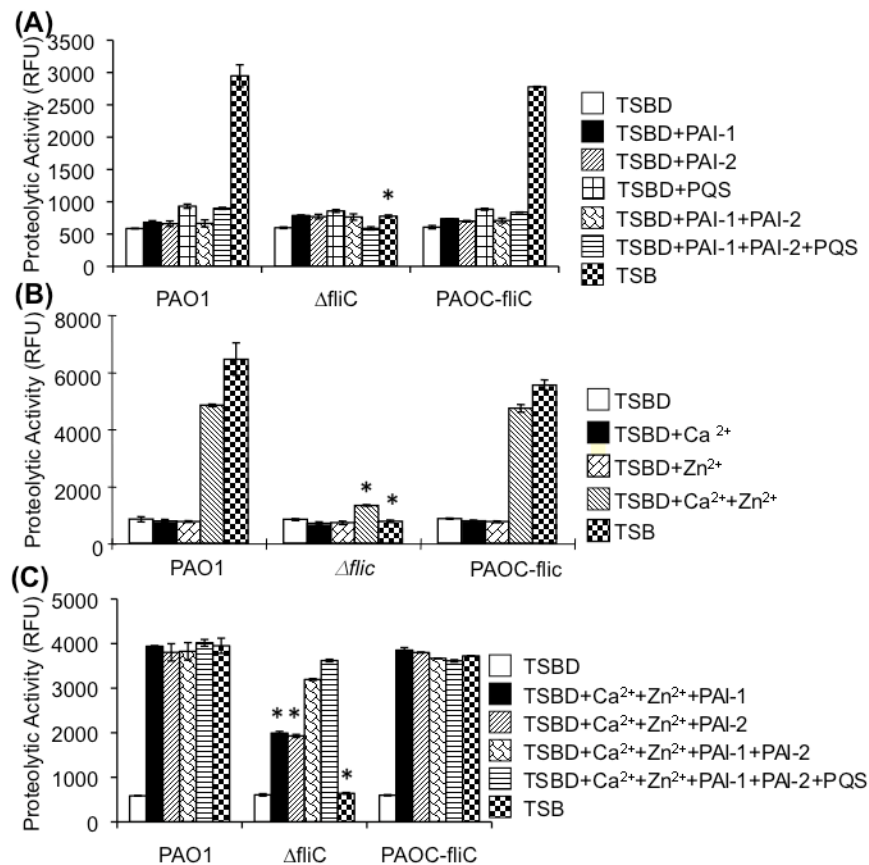 (A)
Proteolytic Activity (RFU)
3500
3000
2500
2000
1500
1000
500
0
*
PAO1 ΔfliC PAOC-fliC
TSBD
TSBD+PAI-1
TSBD+PAI-2
TSBD+PQS
TSBD+PAI-1+PAI-2
TSBD+PAI-1+PAI-2+PQS
TSB
(B)
Proteolytic Activity (RFU)
8000
6000
4000
2000
0
* *
PAO1 Δflic PAOC-flic
TSBD
TSBD+Ca ²⁺
TSBD+Zn²⁺
TSBD+Ca²⁺+Zn²⁺
TSB
(C)
Proteolytic Activity (RFU)
5000
4000
3000
2000
1000
0
* * *
PAO1 ΔfliC PAOC-fliC
TSBD
TSBD+Ca²⁺+Zn²⁺+PAI-1
TSBD+Ca²⁺+Zn²⁺+PAI-2
TSBD+Ca²⁺+Zn²⁺+PAI-1+PAI-2
TSBD+Ca²⁺+Zn²⁺+PAI-1+PAI-2+PQS
TSB